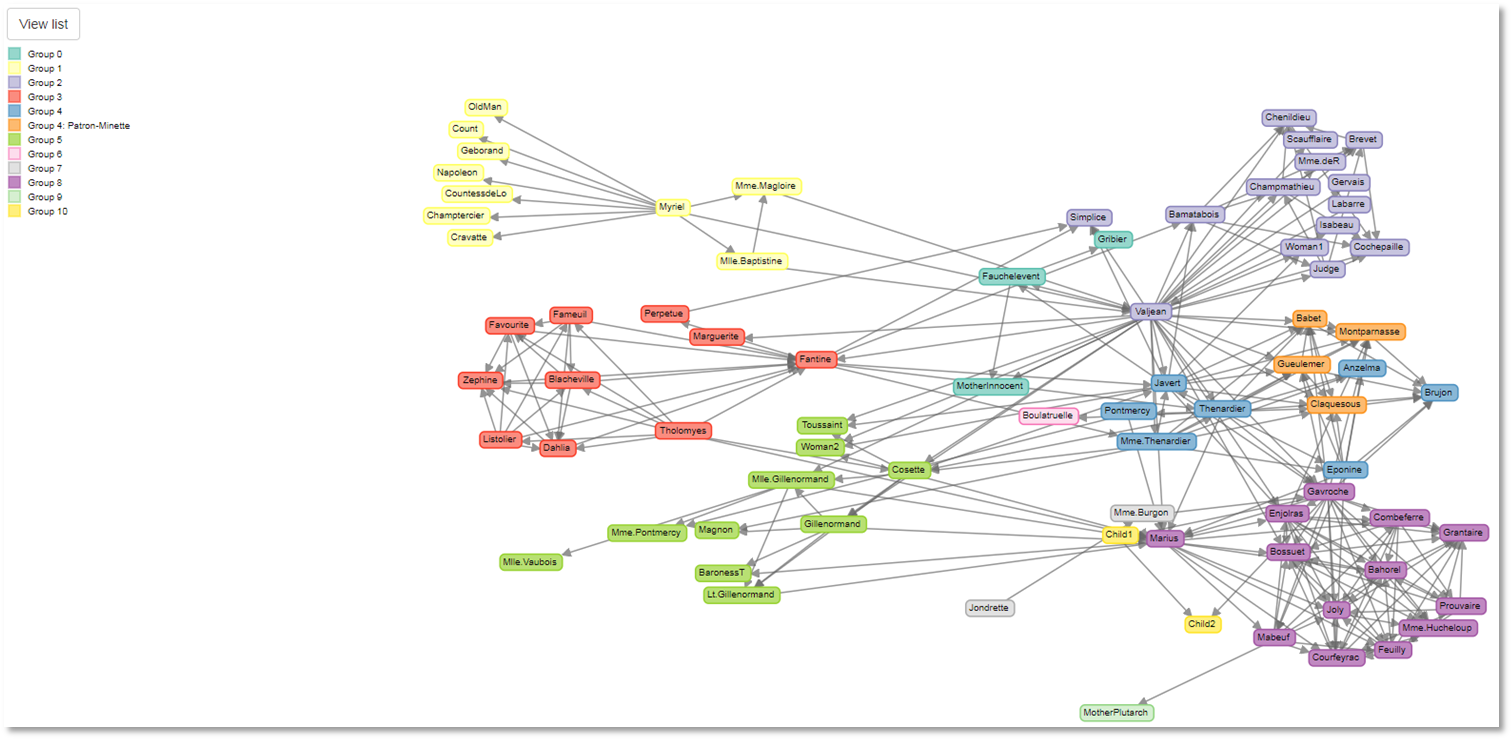 View list
Group 0
Group 1
Group 2
Group 3
Group 4
Group 4: Patron-Minette
Group 5
Group 6
Group 7
Group 8
Group 9
Group 10
OldMan
Count
Geborand
Napoleon
CountessdeLo
Champtercier
Cravatte
Myriel
Mme.Magloire
Mlle.Baptistine
Chenildieu
Scaufflaire
Brevet
Mme.deR
Champmathieu
Gervais
Labarre
Bamatabois
Isabeau
Woman1
Cochepaille
Judge
Simplice
Gribier
Fauchelevent
Valjean
Favourite
Fameuil
Perpetue
Marguerite
Fantine
Zephine
Blacheville
Tholomyes
Listolier
Dahlia
MotherInnocent
Babet
Montparnasse
Gueulemer
Anzelma
Javert
Brujon
Claquesous
Thenardier
Pontmercy
Boulatruelle
Mme.Thenardier
Toussaint
Woman2
Cosette
Mlle.Gillenormand
Eponine
Gavroche
Mme.Burgon
Enjolras
Combeferre
Grantaire
Child1
Marius
Bossuet
Gillenormand
Magnon
Mme.Pontmercy
Mlle.Vaubois
BaronessT
Lt.Gillenormand
Bahorel
Jondrette
Child2
Joly
Prouvaire
Mme.Hucheloup
Mabeuf
Courfeyrac
Feuilly
MotherPlutarch